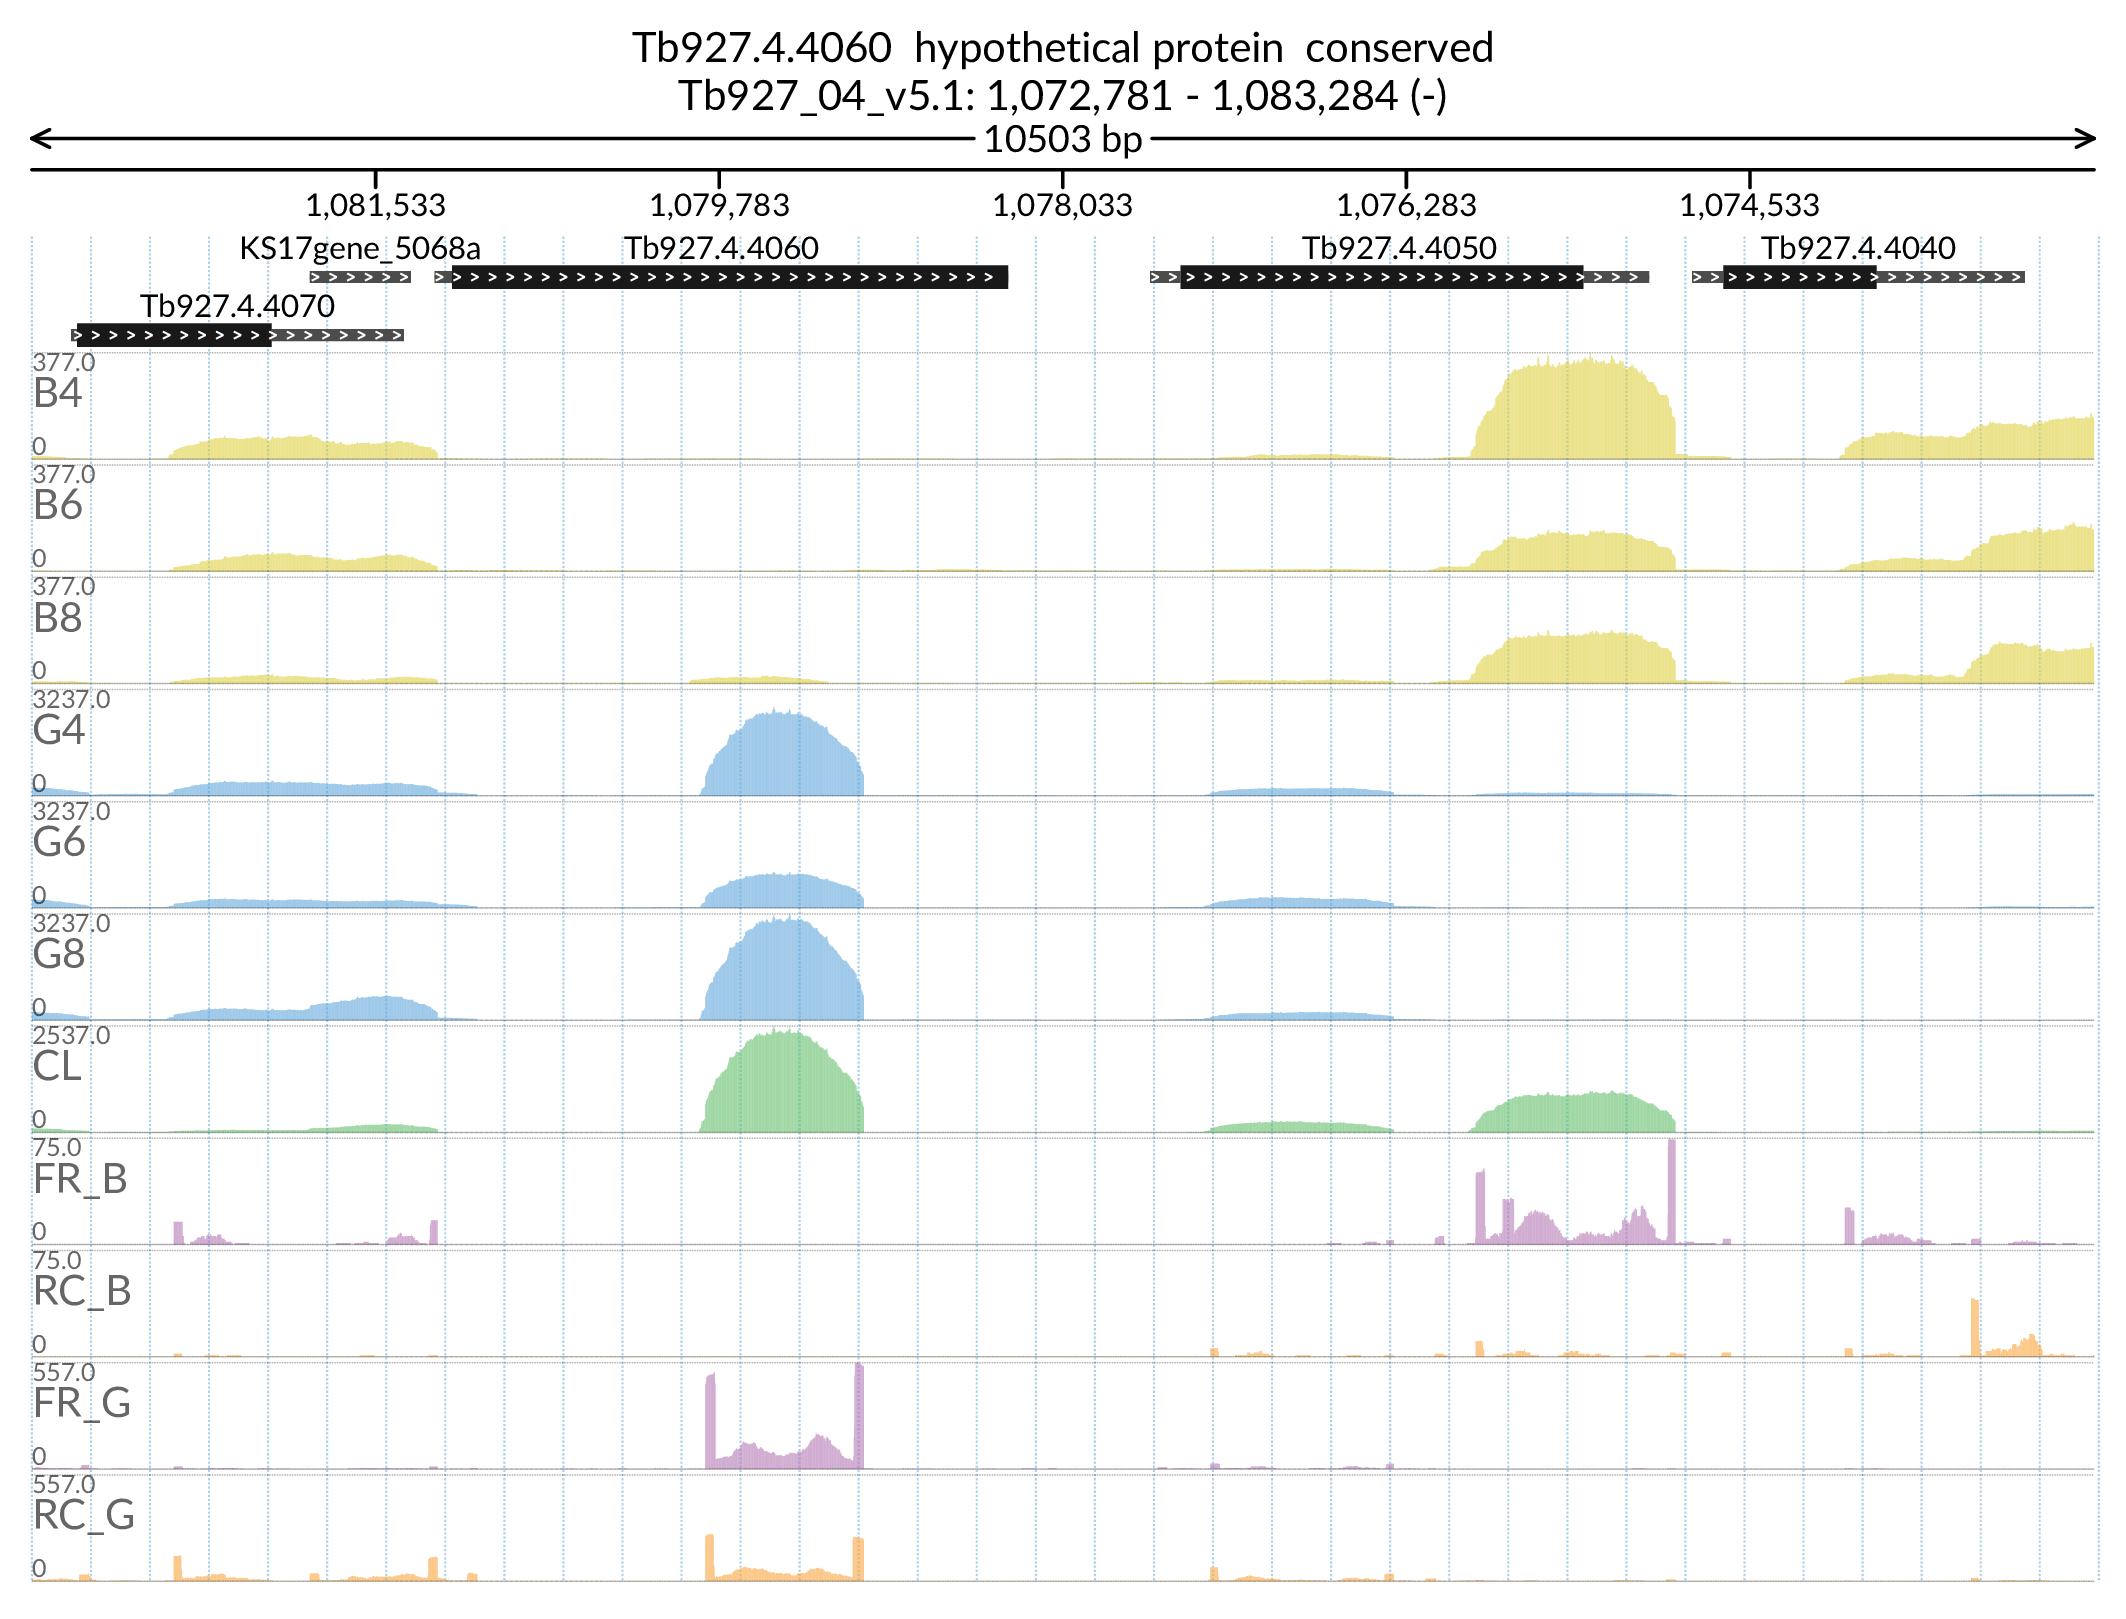 Tb927.4.4060  hypothetical protein  conserved
Tb927_04_v5.1: 1,072,781 - 1,083,284 (-)
10503 bp
1,081,533 1,079,783 1,078,033 1,076,283 1,074,533
KS17gene_5068a Tb927.4.4060 Tb927.4.4050 Tb927.4.4040
Tb927.4.4070
377.0
B4
0
377.0
B6
0
377.0
B8
0
3237.0
G4
0
3237.0
G6
0
3237.0
G8
0
2537.0
CL
0
75.0
FR_B
0
75.0
RC_B
0
557.0
FR_G
0
557.0
RC_G
0